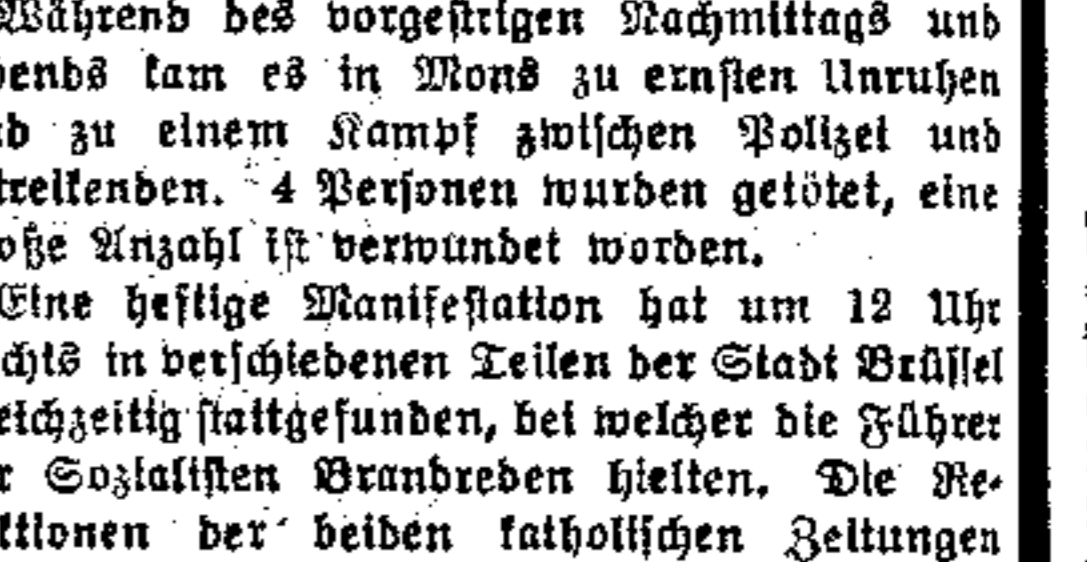 Während des vorgestrigen Nachmittags und
bends kam es in Mons zu ernsten Unruhen
d zu einem Kampf zwischen Polizei und
treikenden. 4 Personen wurden getötet, eine
oße Anzahl ist verwundet worden.
Eine heftige Manifestation hat um 12 Uhr
chts in verschiedenen Teilen der Stadt Brüssel
eichzeitig stattgefunden, bei welcher die Führer
r Sozialisten Brandreden hielten. Die Re-
ktionen der beiden katholischen Zeitungen